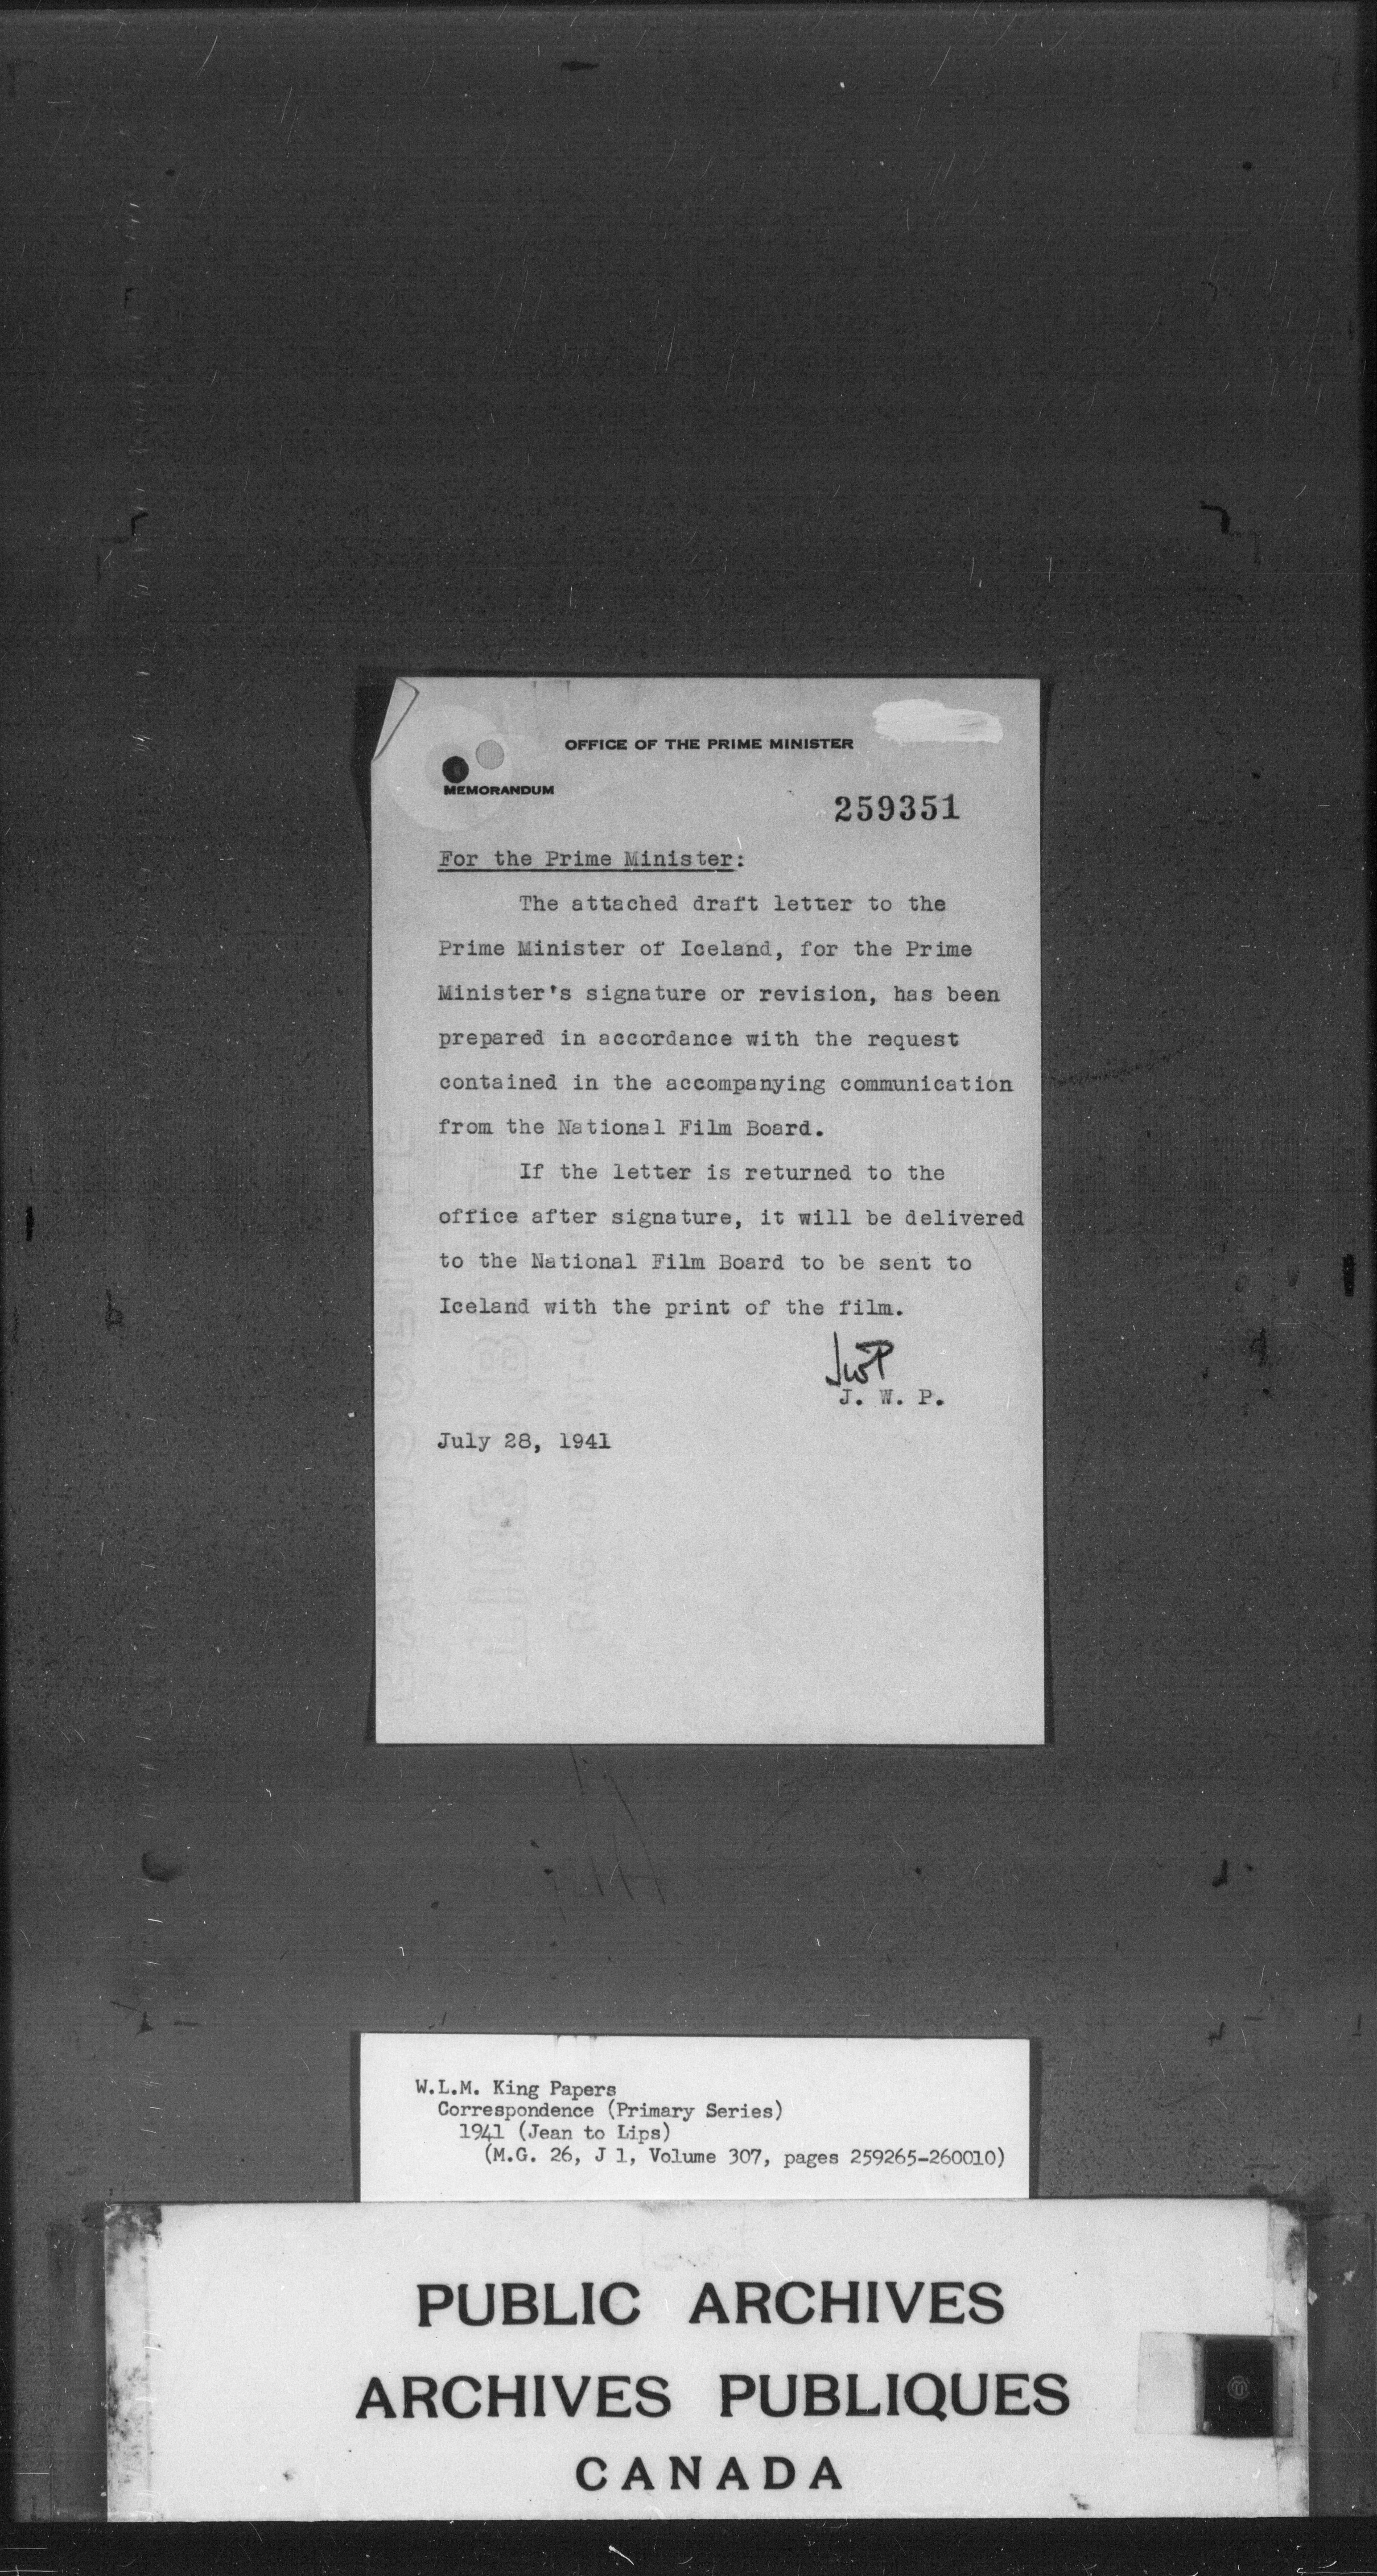 OFFICE OF THE PRIME MINISTER
MEMORANDUM
259351
For the Prime Minister:
The attached draft letter to the
Prime Minister of Iceland, for the Prime
Minister's signature or revision, has been
prepared in accordance with the request
contained in the accompanying communication
from the National Film Board.
If the letter is returned to the
office after signature, it will be delivered
to the National Film Board to be sent to
Iceland with the print of the film.
JWP
J. W. P.
July 28, 1941
W.L.M. King Papers
Correspondence (Primary Series)
1941 (Jean to Lips)
(M.G. 26, J 1, Volume 307, pages 259265-260010)
PUBLIC ARCHIVES
ARCHIVES PUBLIQUES
CANADA